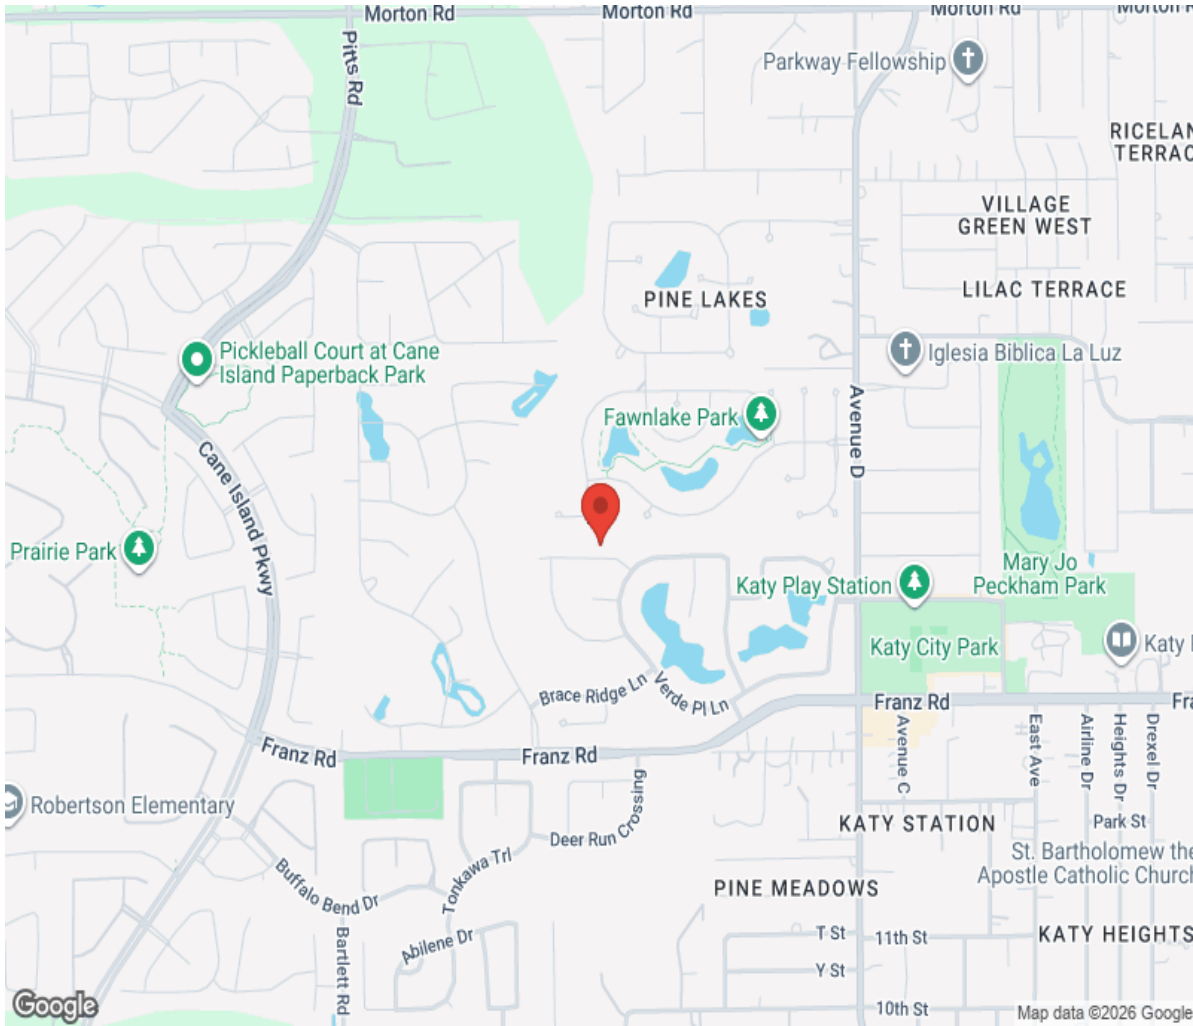 Morton Rd
Morton Rd
Morton Rd
Pitts Rd
Parkway Fellowship
VILLAGE
GREEN WEST
LILAC TERRACE
PINE LAKES
Pickleball Court at Cane
Island Paperback Park
Iglesia Biblica La Luz
Fawnlake Park
Avenue D
Cane Island Pkwy
Prairie Park
Mary Jo
Peckham Park
Katy Play Station
Katy City Park
Katy
Brace Ridge Ln
Verde Pl Ln
Franz Rd
Franz Rd
Franz Rd
Avenue C
East Ave
Airline Dr
Heights Dr
Drexel Dr
Robertson Elementary
Deer Run Crossing
KATY STATION
Park St
St. Bartholomew the
Apostle Catholic Church
Tonkawa Trl
Buffalo Bend Dr
PINE MEADOWS
Abilene Dr
Bartlett Rd
T St
11th St
KATY HEIGHTS
Y St
10th St
Google
Map data ©2026 Google